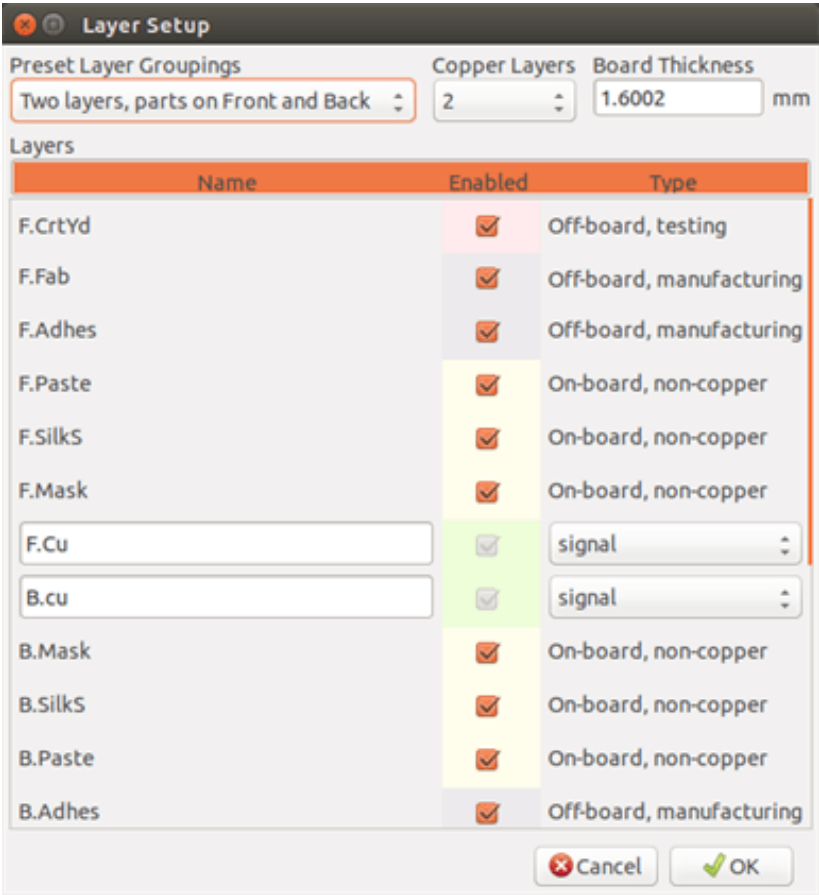 Layer Setup
Preset Layer Groupings Copper Layers Board Thickness
Two layers, parts on Front and Back 2 1.6002 mm
Layers
Name Enabled Type
F.CrtYd Off-board, testing
F.Fab Off-board, manufacturing
F.Adhes Off-board, manufacturing
F.Paste On-board, non-copper
F.SilkS On-board, non-copper
F.Mask On-board, non-copper
F.Cu signal
B.cu signal
B.Mask On-board, non-copper
B.SilkS On-board, non-copper
B.Paste On-board, non-copper
B.Adhes Off-board, manufacturing
Cancel OK